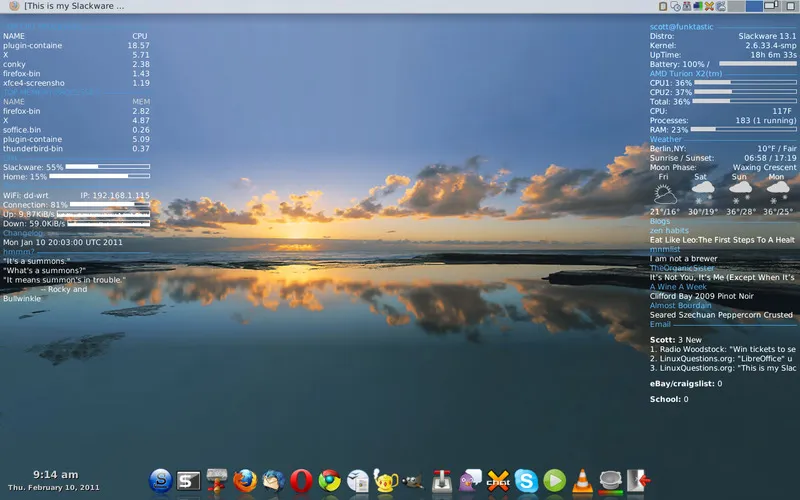 [This is my Slackware ...
NAME CPU
plugin-containe 18.57
X 5.71
conky 2.38
firefox-bin 1.43
xfce4-screensho 1.19
NAME MEM
firefox-bin 2.82
X 4.87
soffice.bin 0.26
plugin-containe 5.09
thunderbird-bin 0.37
Slackware: 55%
Home: 15%
WiFi: dd-wrt IP: 192.168.1.115
Connection: 81%
Up: 9.87KiB/s
Down: 59.0KiB/s
Changelog
Mon Jan 10 20:03:00 UTC 2011
hmmm?
"It's a summons."
"What's a summons?"
"It means summon's in trouble."
-- Rocky and
Bullwinkle
9:14 am
Thu. February 10, 2011
scott@funktastic
Distro: Slackware 13.1
Kernel: 2.6.33.4-smp
UpTime: 18h 6m 33s
Battery: 100% /
AMD Turion X2(tm)
CPU1: 36%
CPU2: 37%
Total: 36%
CPU: 117F
Processes: 183 (1 running)
RAM: 23%
Weather
Berlin,NY: 10°F / Fair
Sunrise / Sunset: 06:58 / 17:19
Moon Phase: Waxing Crescent
Fri Sat Sun Mon
21°/16° 30°/19° 36°/28° 36°/25°
Blogs
zen habits
Eat Like Leo:The First Steps To A Healt
mnmlist
I am not a brewer
TheOrganicSister
It's Not You, It's Me (Except When It's
A Wine A Week
Clifford Bay 2009 Pinot Noir
Almost Bourdain
Seared Szechuan Peppercorn Crusted
Email
Scott: 3 New
1. Radio Woodstock: "Win tickets to se
2. LinuxQuestions.org: "LibreOffice" u
3. LinuxQuestions.org: "This is my Slac
eBay/craigslist: 0
School: 0